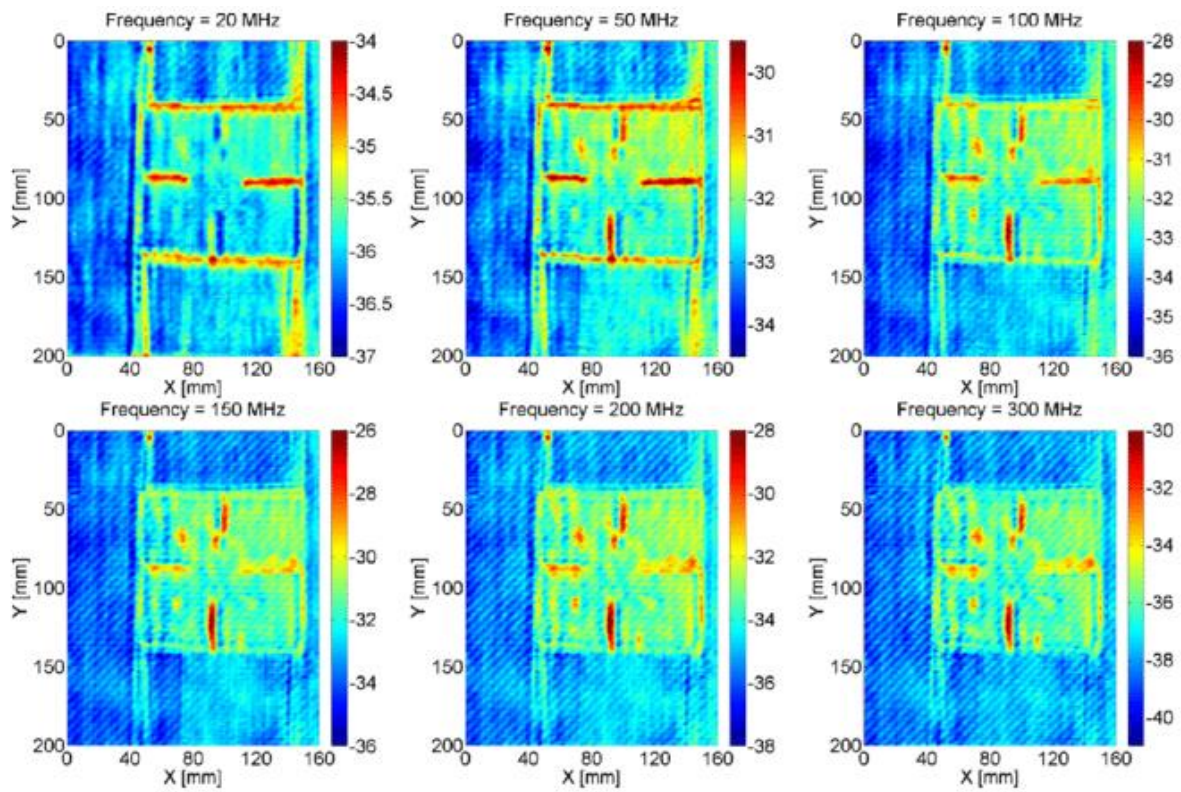 Frequency = 20 MHz
Frequency = 50 MHz
Frequency = 100 MHz
0
50
100
150
200
Y [mm]
0 40 80 120 160
X [mm]
-34
-34.5
-35
-35.5
-36
-36.5
-37
0
50
100
150
200
Y [mm]
0 40 80 120 160
X [mm]
-30
-31
-32
-33
-34
0
50
100
150
200
Y [mm]
0 40 80 120 160
X [mm]
-28
-29
-30
-31
-32
-33
-34
-35
-36
Frequency = 150 MHz
Frequency = 200 MHz
Frequency = 300 MHz
0
50
100
150
200
Y [mm]
0 40 80 120 160
X [mm]
-26
-28
-30
-32
-34
-36
0
50
100
150
200
Y [mm]
0 40 80 120 160
X [mm]
-28
-30
-32
-34
-36
-38
0
50
100
150
200
Y [mm]
0 40 80 120 160
X [mm]
-30
-32
-34
-36
-38
-40